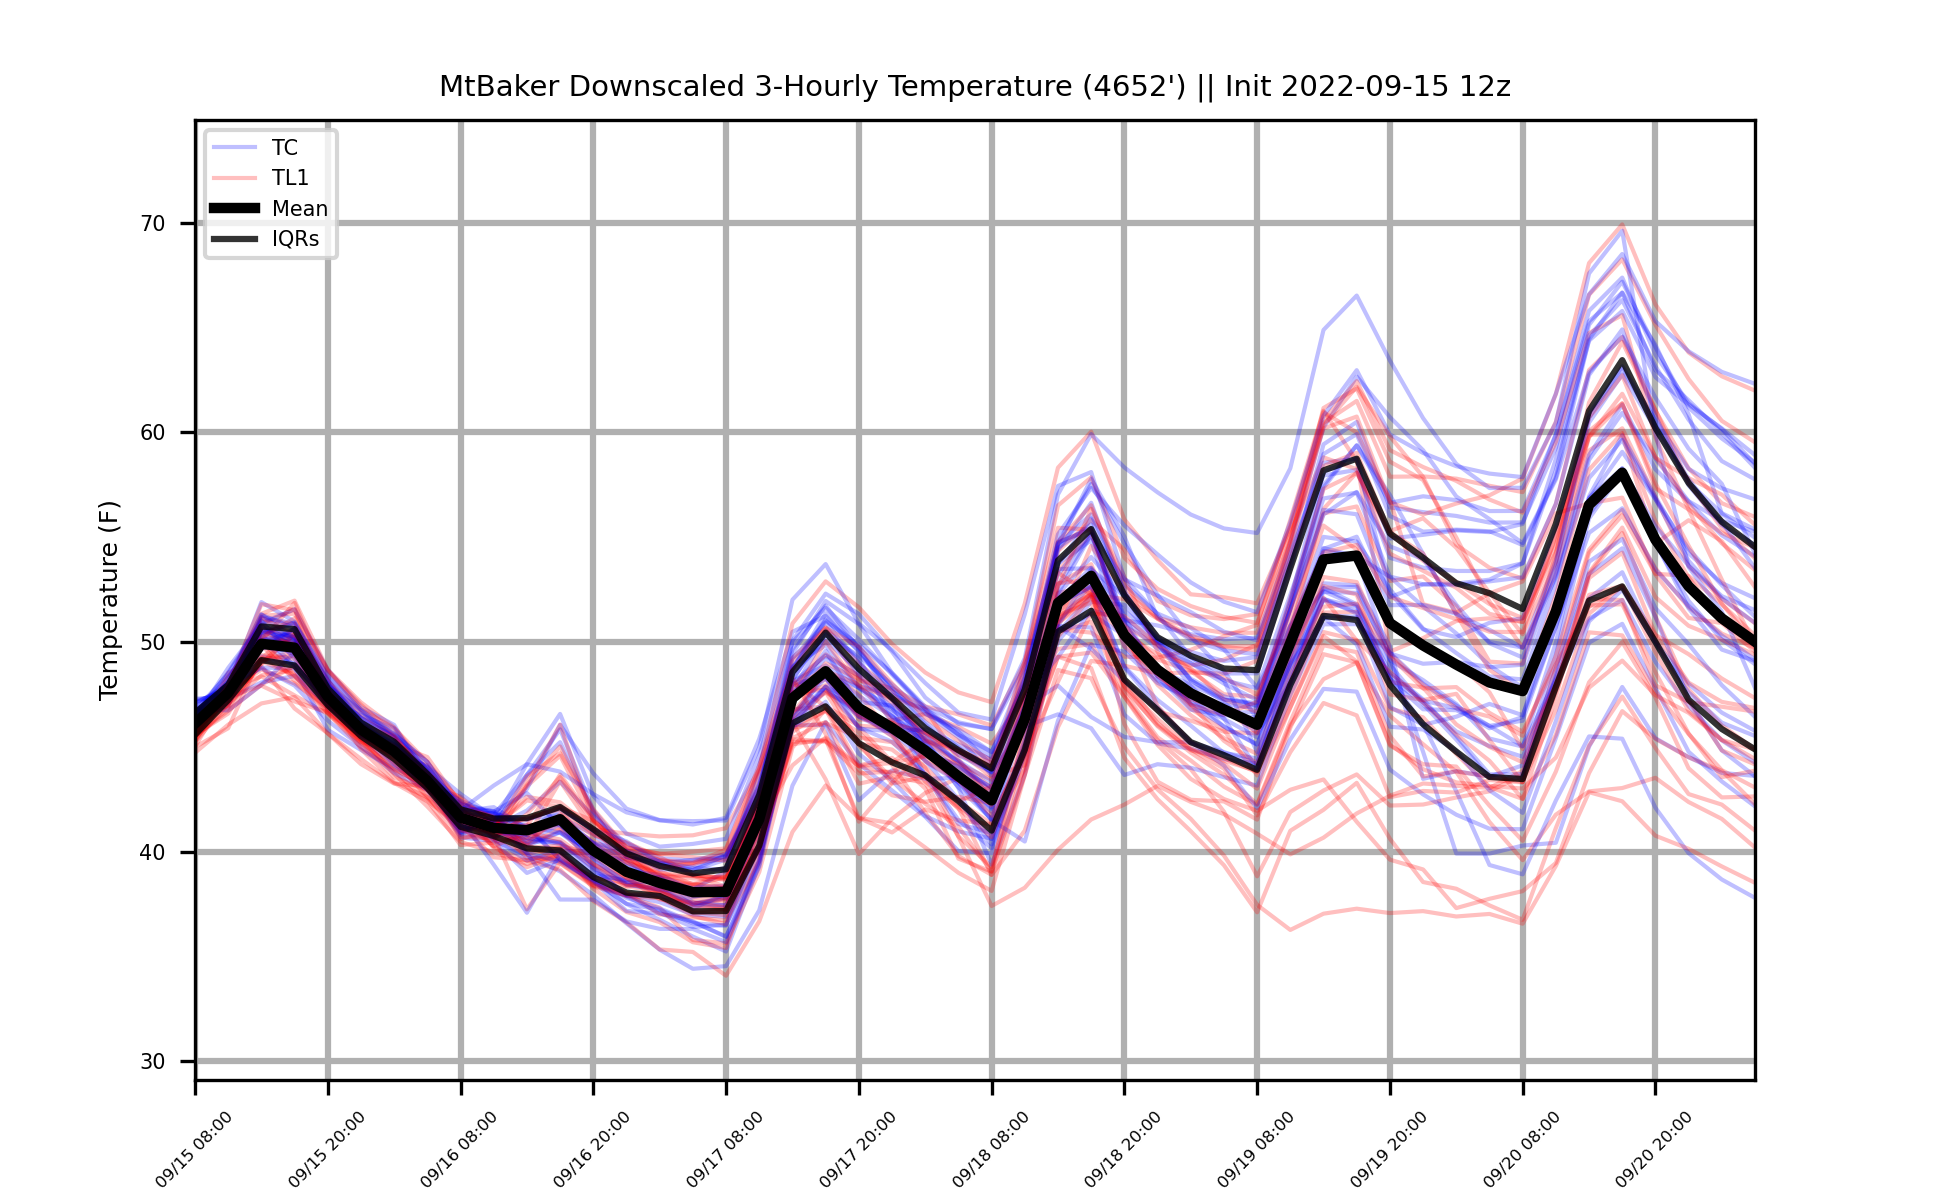 MtBaker Downscaled 3-Hourly Temperature (4652') || Init 2022-09-15 12z
TC
TL1
Mean
IQRs
Temperature (F)
70
60
50
40
30
09/15 08:00
09/15 20:00
09/16 08:00
09/16 20:00
09/17 08:00
09/17 20:00
09/18 08:00
09/18 20:00
09/19 08:00
09/19 20:00
09/20 08:00
09/20 20:00